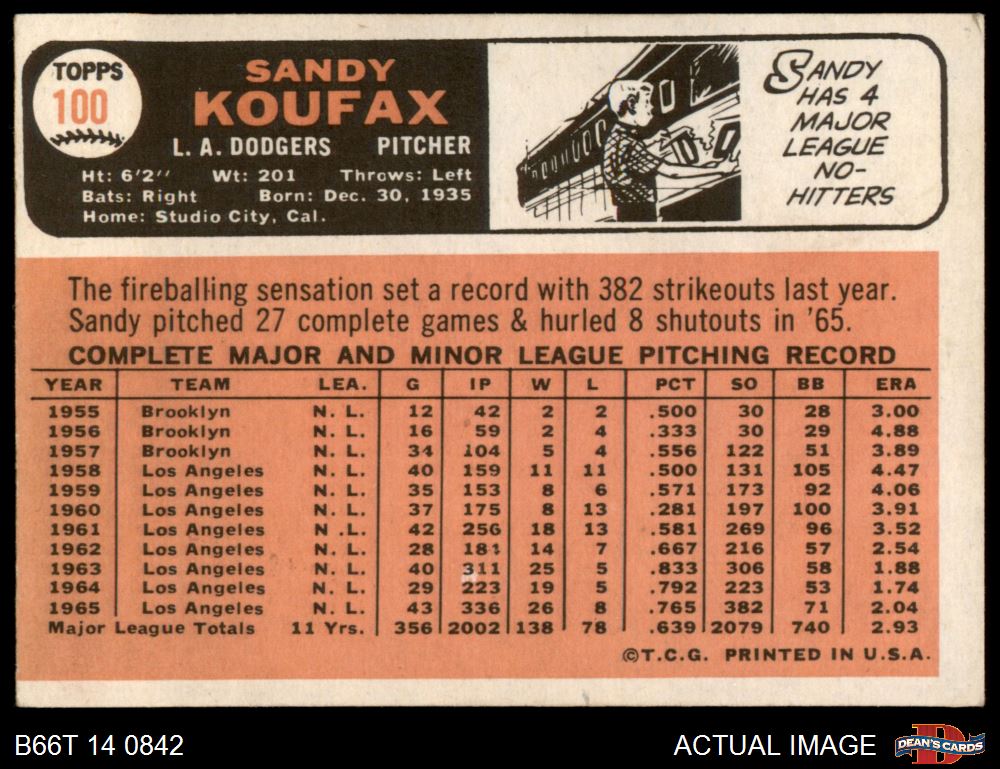 TOPPS
100
SANDY
KOUFAX
L. A. DODGERS PITCHER
Ht: 6'2" Wt: 201 Throws: Left
Bats: Right Born: Dec. 30, 1935
Home: Studio City, Cal.
SANDY
HAS 4
MAJOR
LEAGUE
NO-
HITTERS
The fireballing sensation set a record with 382 strikeouts last year.
Sandy pitched 27 complete games & hurled 8 shutouts in '65.
COMPLETE MAJOR AND MINOR LEAGUE PITCHING RECORD
YEAR TEAM LEA. G IP W L PCT SO BB ERA
1955 Brooklyn N. L. 12 42 2 2 .500 30 28 3.00
1956 Brooklyn N. L. 16 59 2 4 .333 30 29 4.88
1957 Brooklyn N. L. 34 104 5 4 .556 122 51 3.89
1958 Los Angeles N. L. 40 159 11 11 .500 131 105 4.47
1959 Los Angeles N. L. 35 153 8 6 .571 173 92 4.06
1960 Los Angeles N. L. 37 175 8 13 .281 197 100 3.91
1961 Los Angeles N .L. 42 256 18 13 .581 269 96 3.52
1962 Los Angeles N. L. 28 184 14 7 .667 216 57 2.54
1963 Los Angeles N. L. 40 311 25 5 .833 306 58 1.88
1964 Los Angeles N. L. 29 223 19 5 .792 223 53 1.74
1965 Los Angeles N. L. 43 336 26 8 .765 382 71 2.04
Major League Totals 11 Yrs. 356 2002 138 78 .639 2079 740 2.93
©T.C.G. PRINTED IN U.S.A.
B66T 14 0842 ACTUAL IMAGE DEAN'S CARDS